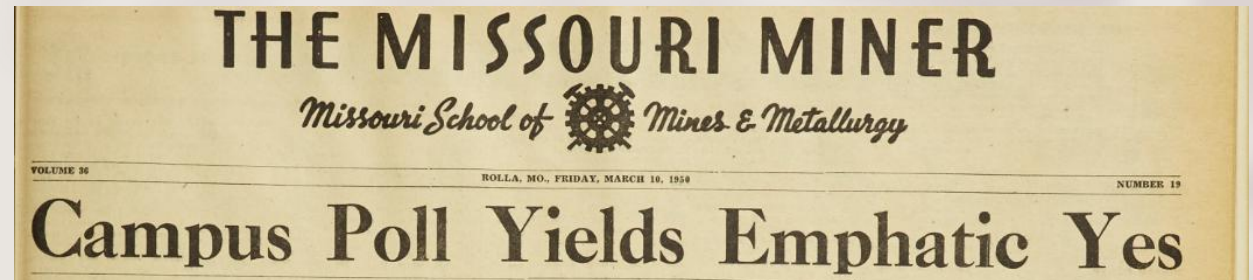 THE MISSOURI MINER
Missouri School of Mines & Metallurgy
VOLUME 36
ROLLA, MO., FRIDAY, MARCH 10, 1950
NUMBER 19
Campus Poll Yields Emphatic Yes